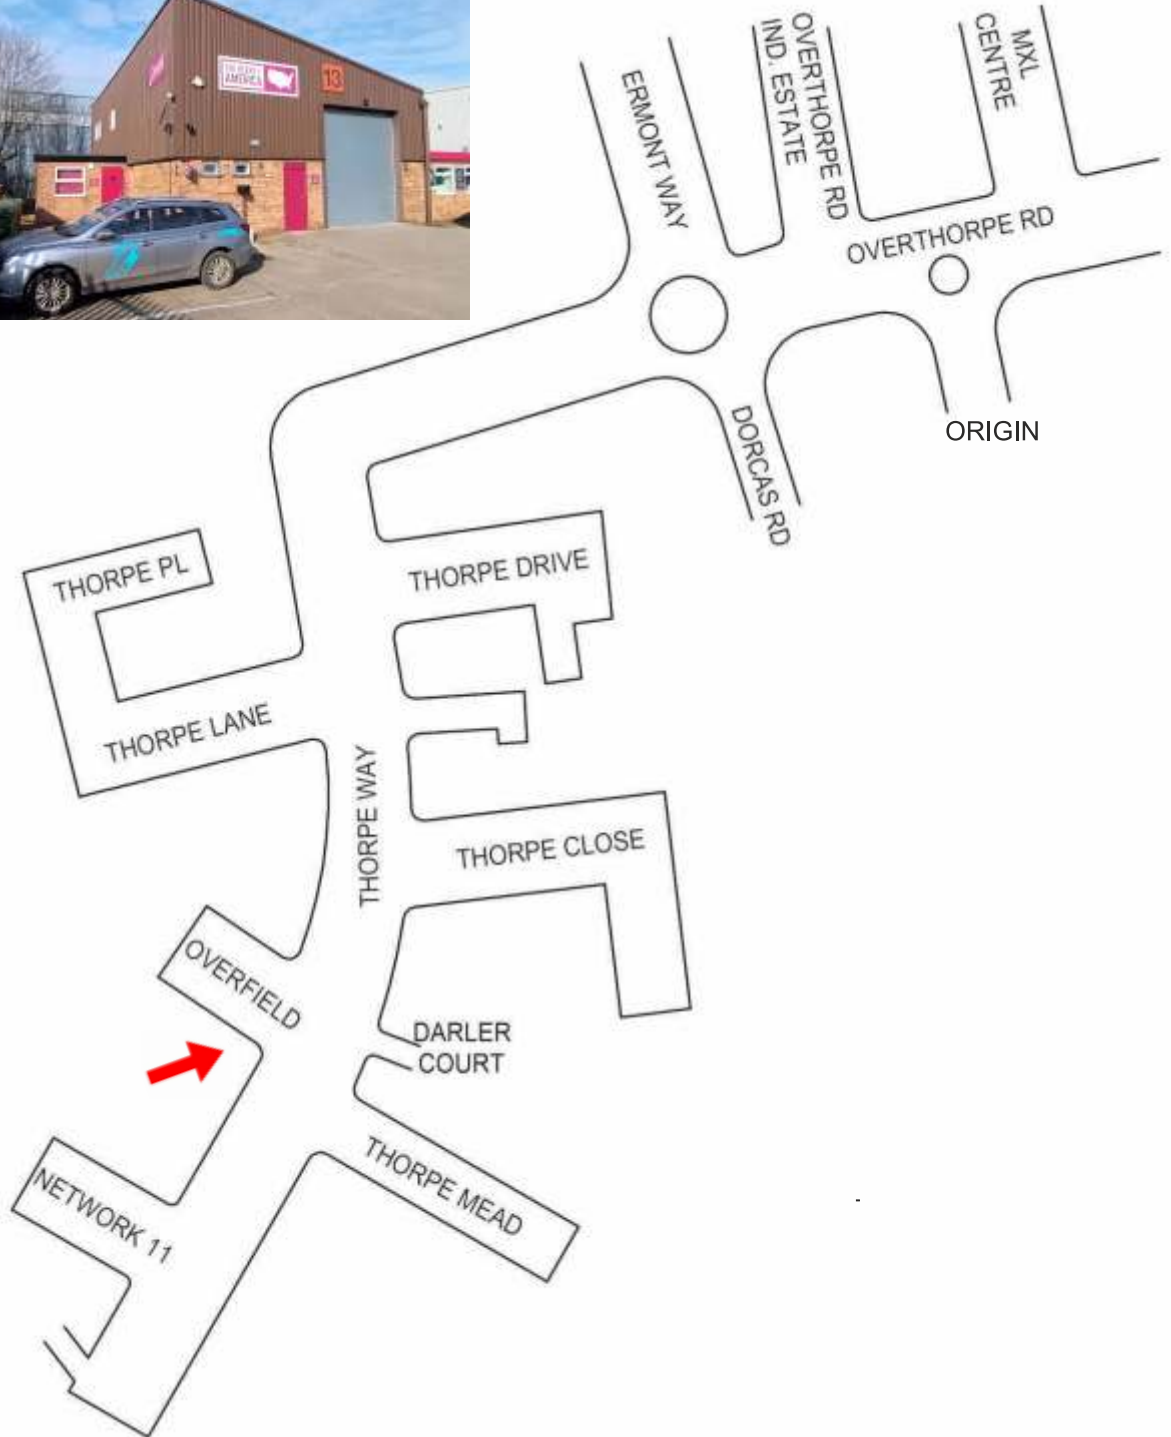 AMERICA
13
ERMONT WAY
OVERTHORPE RD
IND. ESTATE
MXL
CENTRE
OVERTHORPE RD
ORIGIN
DORCAS RD
THORPE PL
THORPE DRIVE
THORPE LANE
THORPE WAY
THORPE CLOSE
OVERFIELD
DARLER
COURT
THORPE MEAD
NETWORK 11